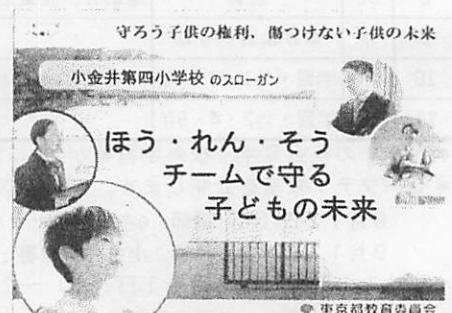 守ろう子供の権利、傷つけない子供の未来
小金井第四小学校 のスローガン
ほう・れん・そう
チームで守る
子どもの未来
東京都教育委員会